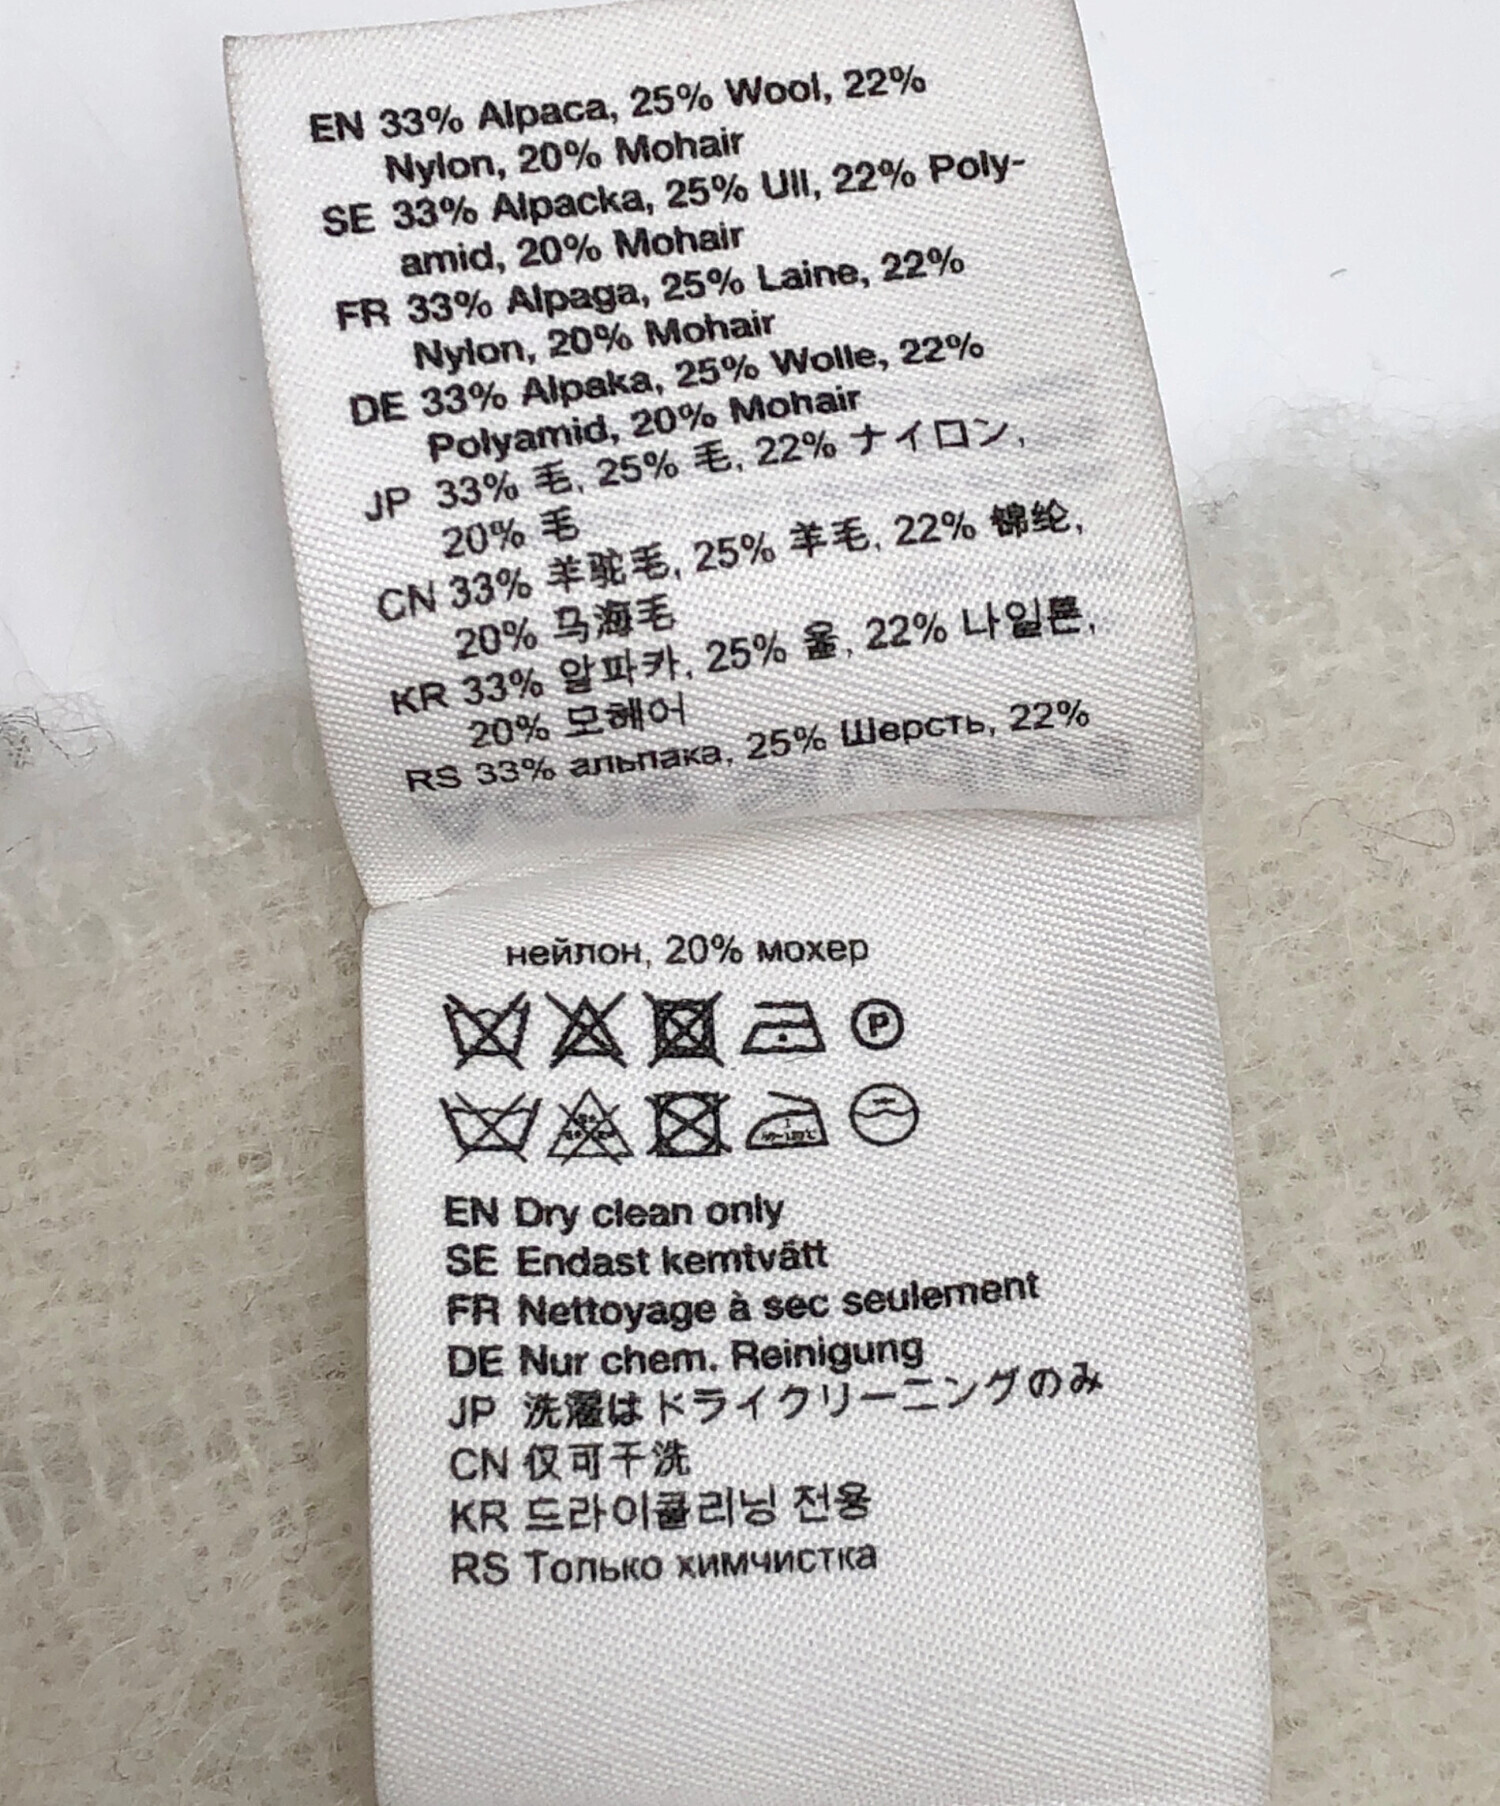 EN 33% Alpaca, 25% Wool, 22%
Nylon, 20% Mohair
SE 33% Alpacka, 25% Ull, 22% Poly-
amid, 20% Mohair
FR 33% Alpaga, 25% Laine, 22%
Nylon, 20% Mohair
DE 33% Alpaka, 25% Wolle, 22%
Polyamid, 20% Mohair
JP 33% 毛, 25% 毛, 22% ナイロン,
20% 毛
CN 33% 羊驼毛, 25% 羊毛, 22% 锦纶,
20% 马海毛
KR 33% 알파카, 25% 울, 22% 나일론,
20% 모헤어
RS 33% альпака, 25% Шерсть, 22%
нейлон, 20% мохер
P
EN Dry clean only
SE Endast kemtvätt
FR Nettoyage à sec seulement
DE Nur chem. Reinigung
JP 洗濯はドライクリーニングのみ
CN 仅可干洗
KR 드라이클리닝 전용
RS Только химчистка